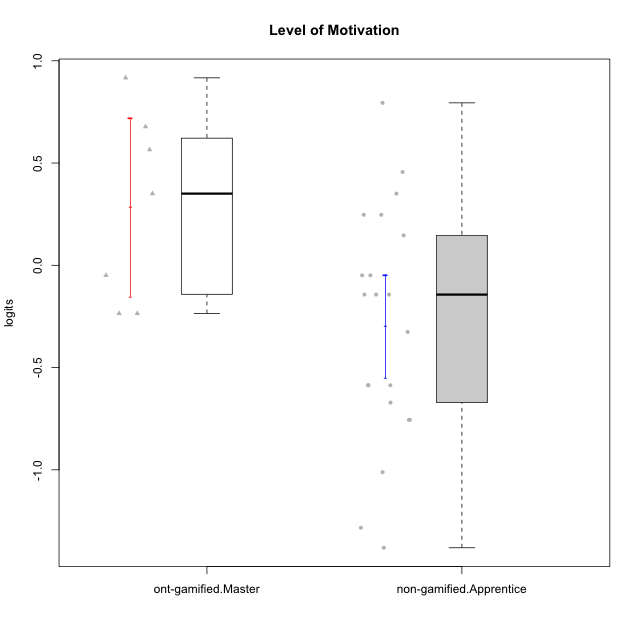 Level of Motivation
logits
1.0
0.5
0.0
-0.5
-1.0
ont-gamified.Master
non-gamified.Apprentice